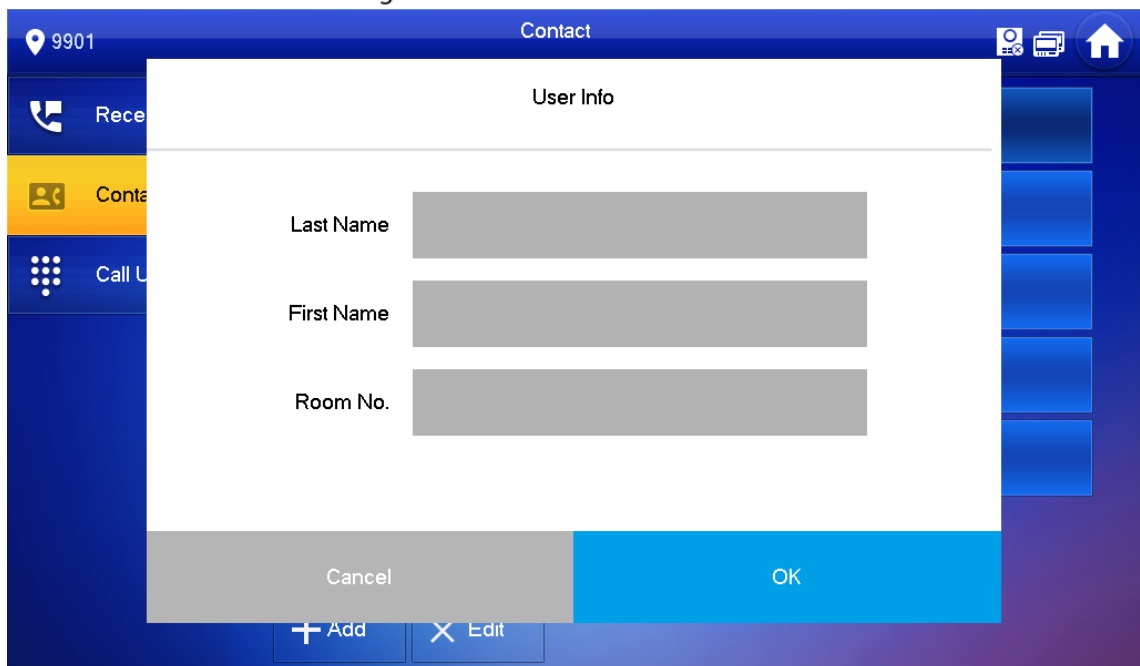 Contact
9901
User Info
Rece
Conta
Last Name
Call U
First Name
Room No.
Cancel
OK
Add
Edit